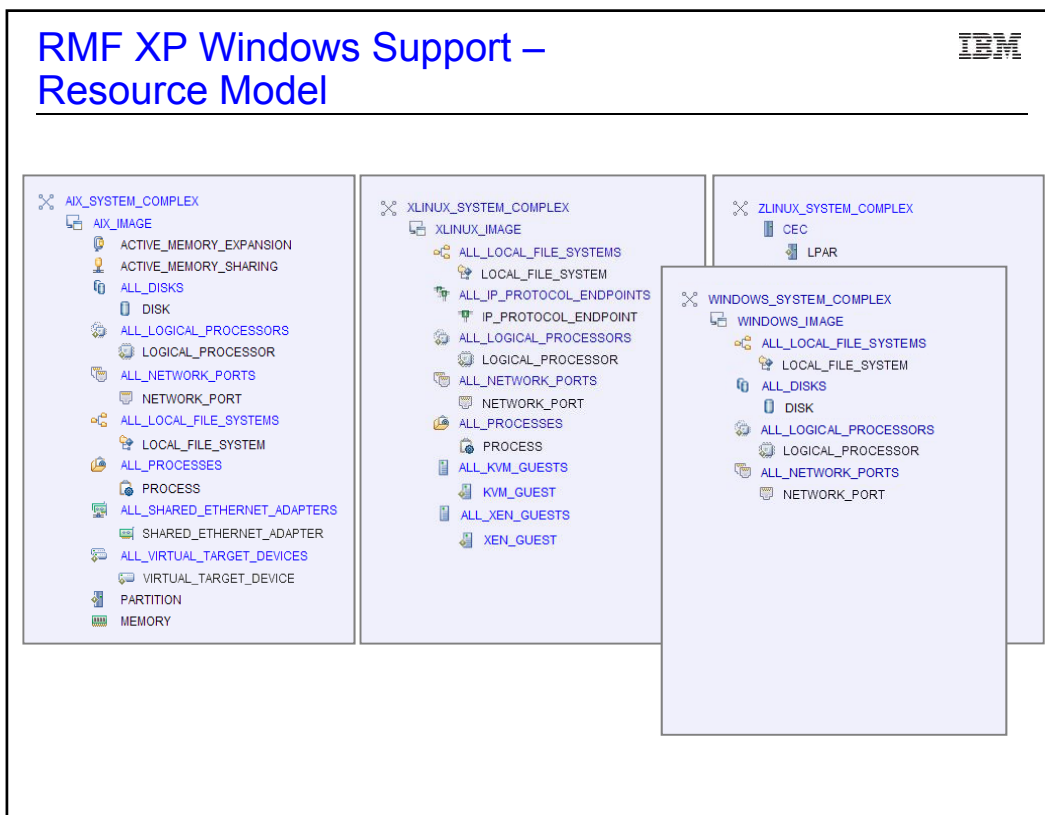 RMF XP Windows Support –
Resource Model
IBM
AIX_SYSTEM_COMPLEX
AIX_IMAGE
ACTIVE_MEMORY_EXPANSION
ACTIVE_MEMORY_SHARING
ALL_DISKS
DISK
ALL_LOGICAL_PROCESSORS
LOGICAL_PROCESSOR
ALL_NETWORK_PORTS
NETWORK_PORT
ALL_LOCAL_FILE_SYSTEMS
LOCAL_FILE_SYSTEM
ALL_PROCESSES
PROCESS
ALL_SHARED_ETHERNET_ADAPTERS
SHARED_ETHERNET_ADAPTER
ALL_VIRTUAL_TARGET_DEVICES
VIRTUAL_TARGET_DEVICE
PARTITION
MEMORY
XLINUX_SYSTEM_COMPLEX
XLINUX_IMAGE
ALL_LOCAL_FILE_SYSTEMS
LOCAL_FILE_SYSTEM
ALL_IP_PROTOCOL_ENDPOINTS
IP_PROTOCOL_ENDPOINT
ALL_LOGICAL_PROCESSORS
LOGICAL_PROCESSOR
ALL_NETWORK_PORTS
NETWORK_PORT
ALL_PROCESSES
PROCESS
ALL_KVM_GUESTS
KVM_GUEST
ALL_XEN_GUESTS
XEN_GUEST
ZLINUX_SYSTEM_COMPLEX
CEC
LPAR
WINDOWS_SYSTEM_COMPLEX
WINDOWS_IMAGE
ALL_LOCAL_FILE_SYSTEMS
LOCAL_FILE_SYSTEM
ALL_DISKS
DISK
ALL_LOGICAL_PROCESSORS
LOGICAL_PROCESSOR
ALL_NETWORK_PORTS
NETWORK_PORT